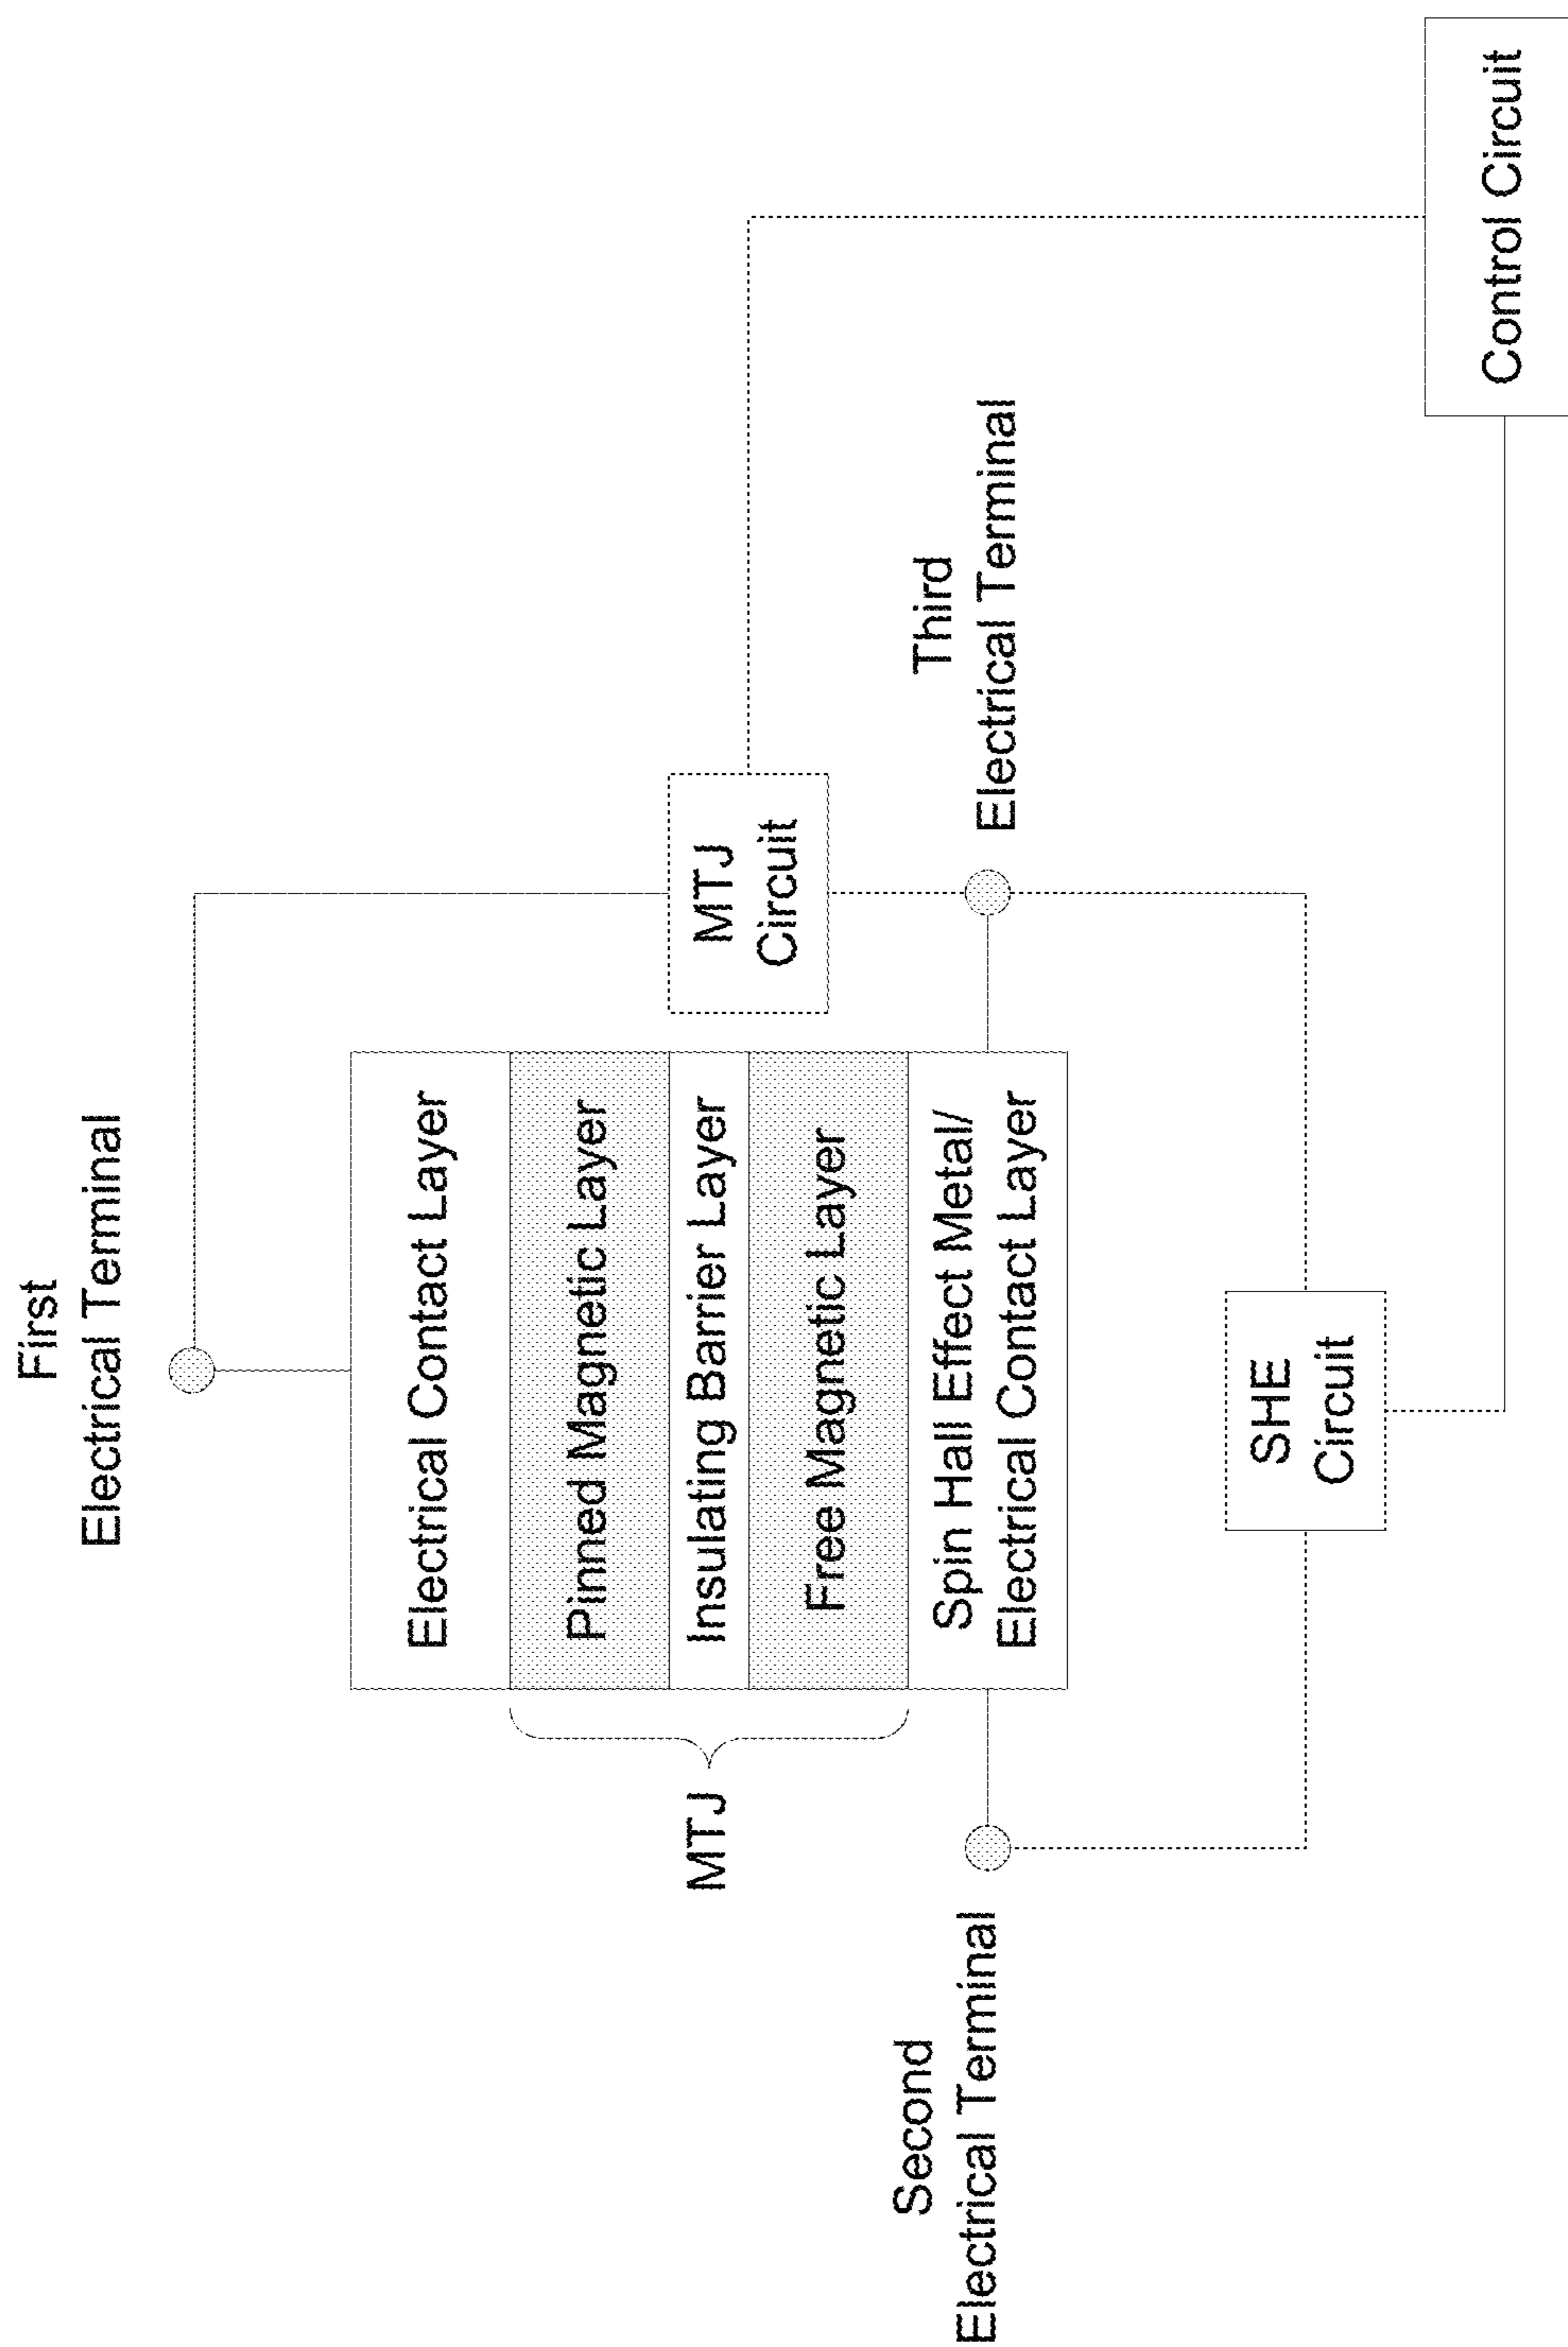 First
Electrical Terminal
Electrical Contact Layer
Pinned Magnetic Layer
Insulating Barrier Layer
Free Magnetic Layer
Spin Hall Effect Metal/
Electrical Contact Layer
MTJ
MTJ
Circuit
Second
Electrical Terminal
Third
Electrical Terminal
SHE
Circuit
Control Circuit